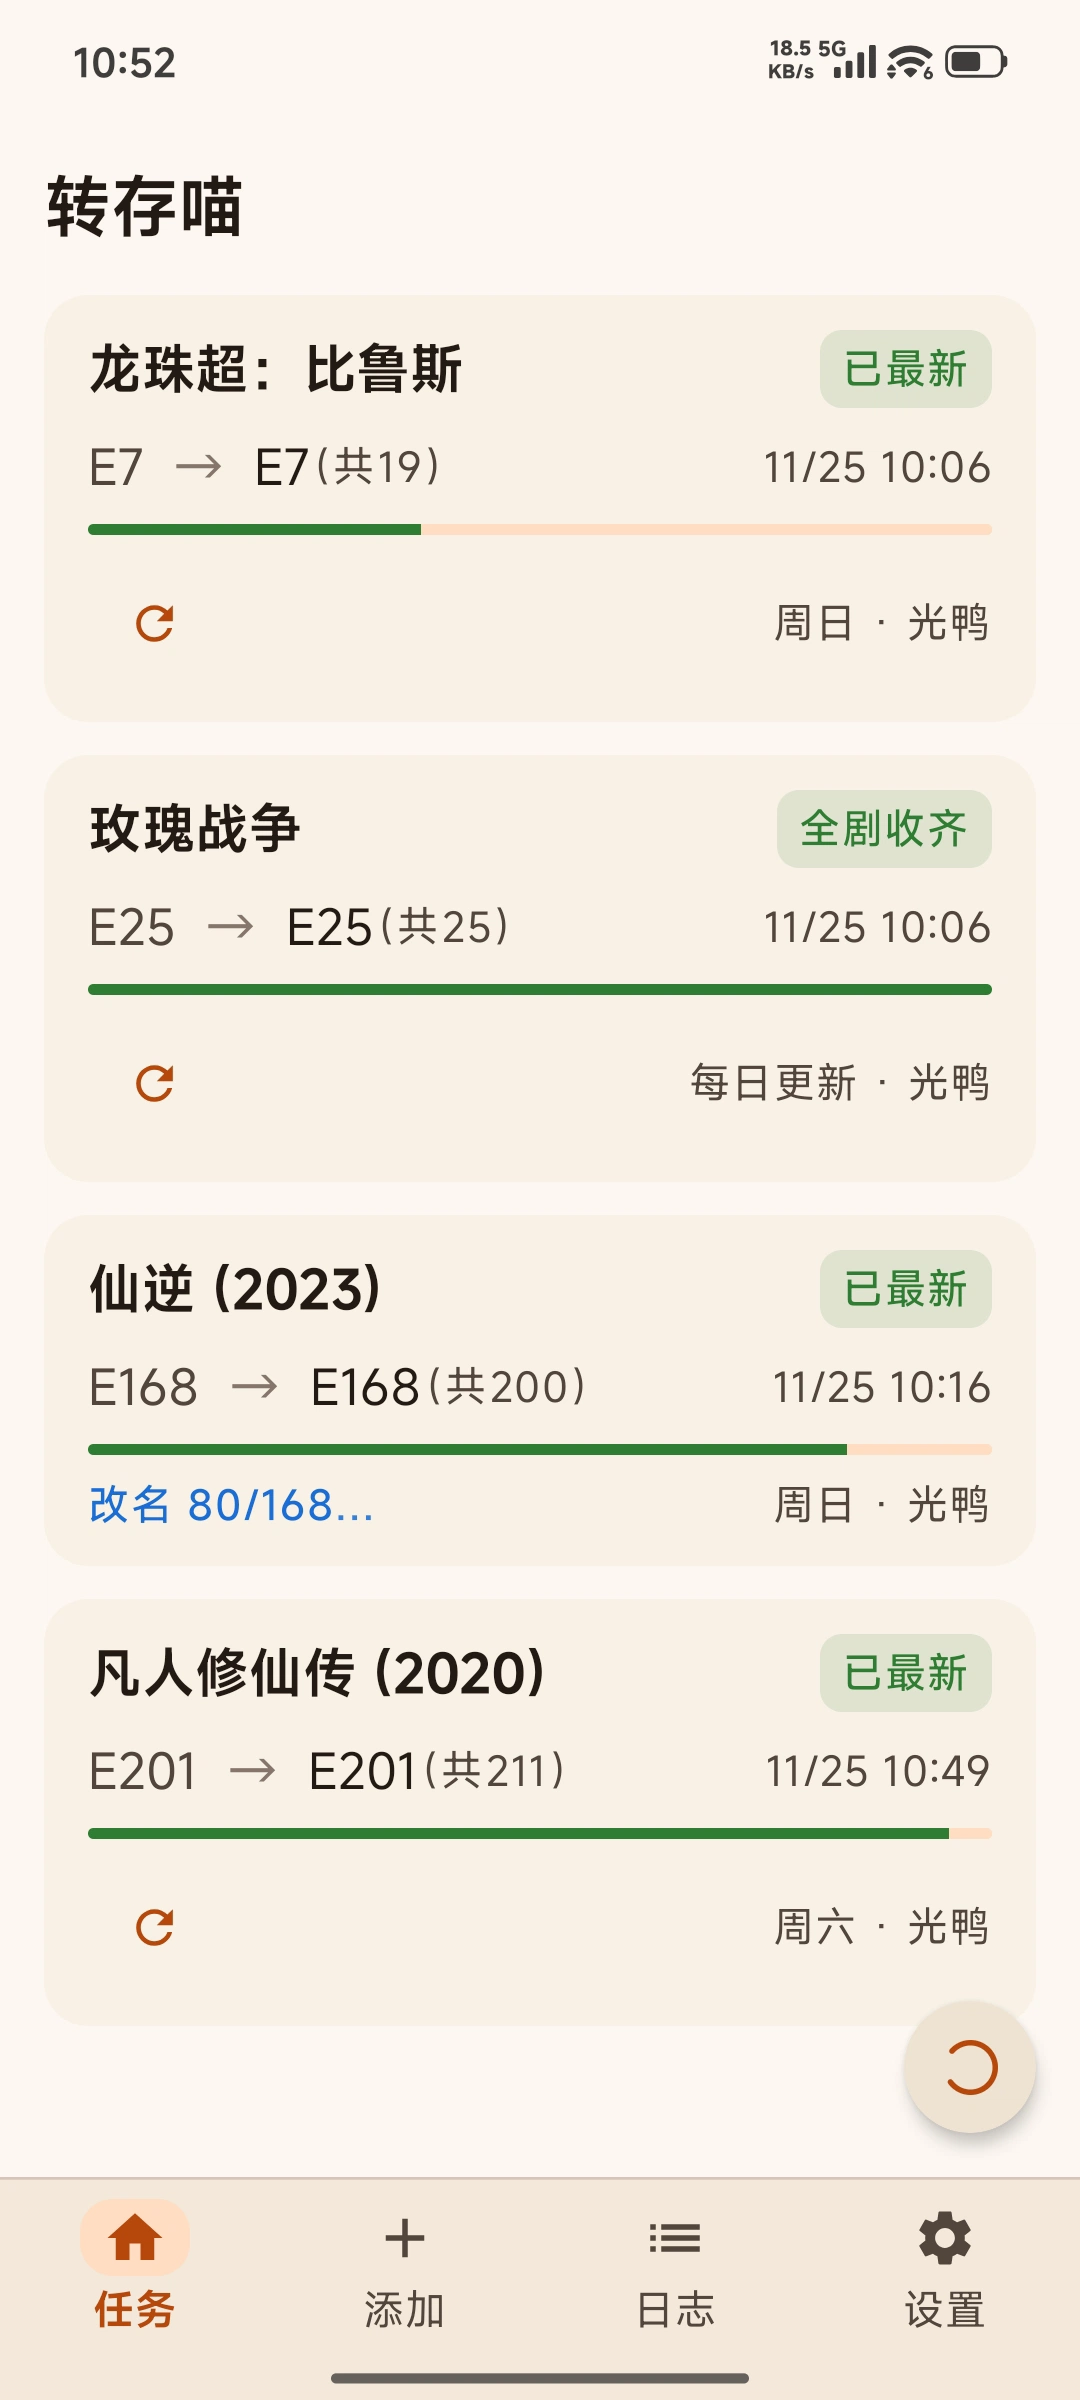 10:52
18.5 KB/s 5G 6
转存喵
龙珠超：比鲁斯 已最新
E7 → E7(共19) 11/25 10:06
周日 · 光鸭
玫瑰战争 全剧收齐
E25 → E25(共25) 11/25 10:06
每日更新 · 光鸭
仙逆 (2023) 已最新
E168 → E168(共200) 11/25 10:16
改名 80/168... 周日 · 光鸭
凡人修仙传 (2020) 已最新
E201 → E201(共211) 11/25 10:49
周六 · 光鸭
任务 添加 日志 设置